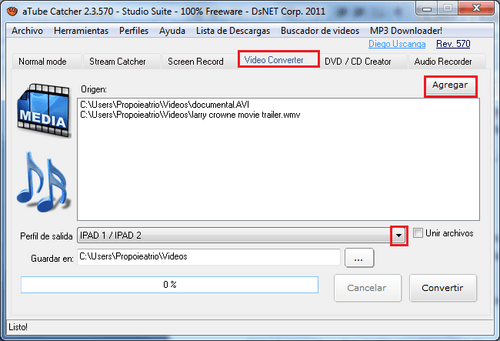 aTube Catcher 2.3.570 - Studio Suite - 100% Freeware - DsNET Corp. 2011
Archivo Herramientas Perfiles Ayuda Lista de Descargas Buscador de videos MP3 Downloader!
Diego Uscanga Rev. 570
Normal mode Stream Catcher Screen Record Video Converter DVD / CD Creator Audio Recorder
Origen: Agregar
MEDIA
C:\Users\Propoieatrio\Videos\documental.AVI
C:\Users\Propoieatrio\Videos\larry crowne movie trailer.wmv
Perfil de salida IPAD 1 / IPAD 2 Unir archivos
Guardar en: C:\Users\Propoieatrio\Videos ...
0 % Cancelar Convertir
Listo!